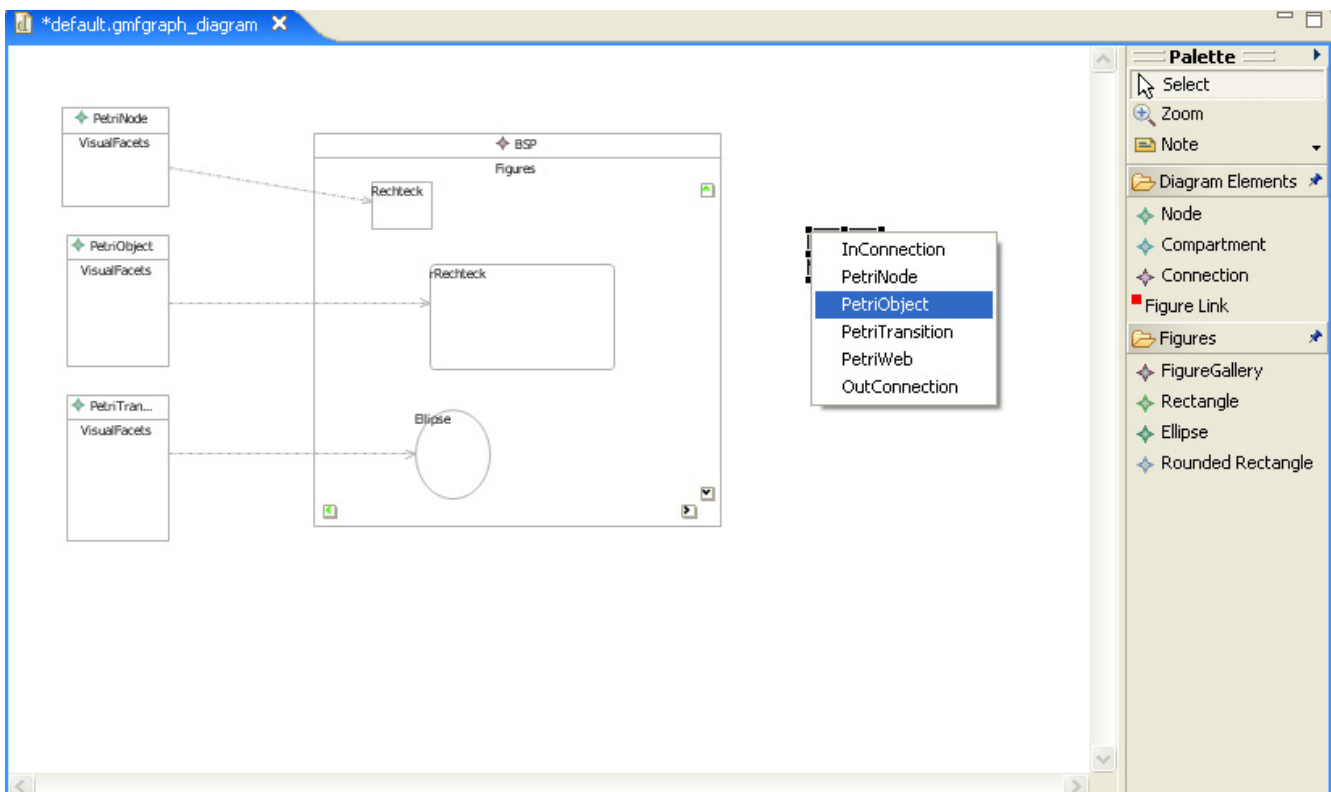 *default.gmfgraph_diagram
Palette
Select
Zoom
Note
Diagram Elements
Node
Compartment
Connection
Figure Link
Figures
FigureGallery
Rectangle
Ellipse
Rounded Rectangle
PetriNode
VisualFacets
PetriObject
VisualFacets
PetriTran...
VisualFacets
BSP
Figures
Rechteck
rRechteck
Ellipse
InConnection
PetriNode
PetriObject
PetriTransition
PetriWeb
OutConnection